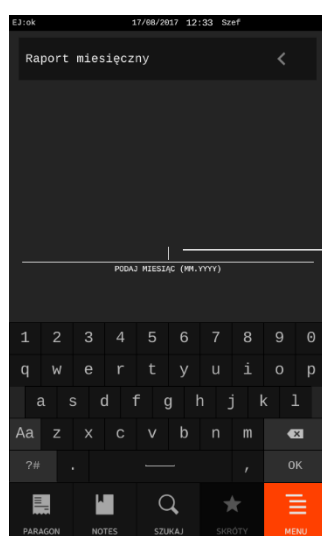 EJ:ok 17/08/2017 12:33 Szef
Raport miesięczny <
PODAJ MIESIĄC (MM.YYYY)
1 2 3 4 5 6 7 8 9 0
q w e r t y u i o p
a s d f g h j k l
Aa z x c v b n m
?# . , OK
PARAGON NOTES SZUKAJ SKRÓTY MENU